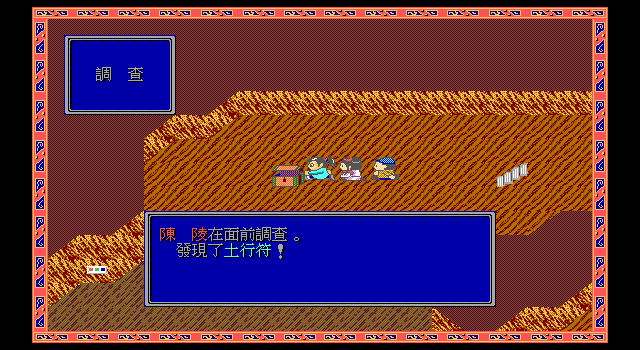 調　查
陳　陵在面前調查。
發現了土行符！